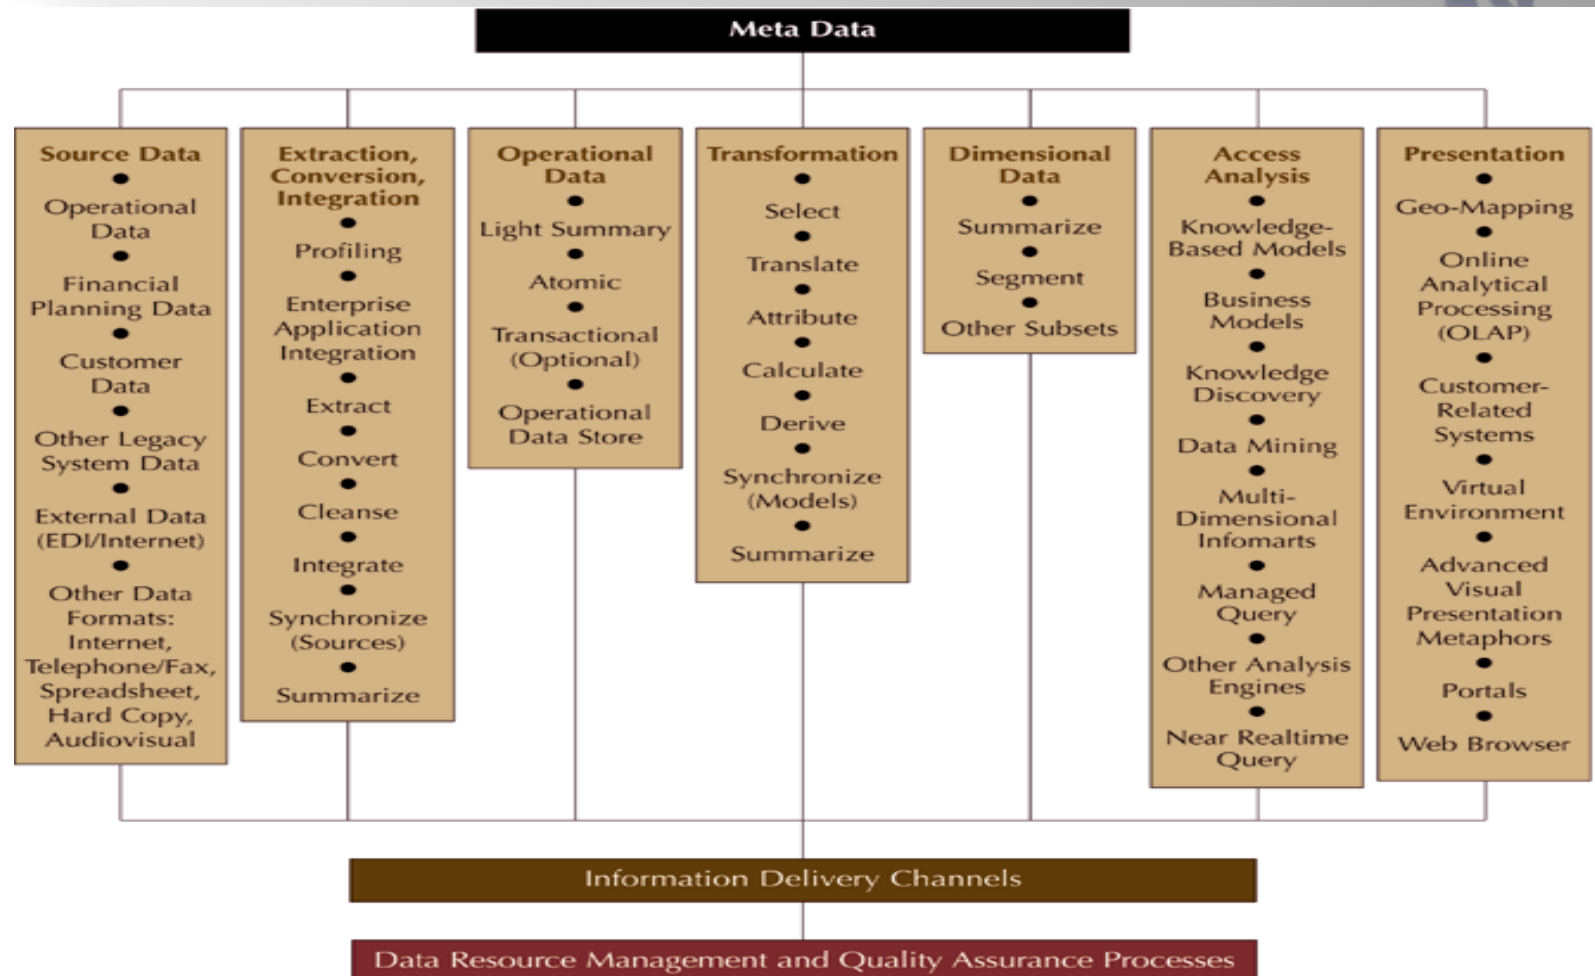 Meta Data
Source Data
Operational
Data
Financial
Planning Data
Customer
Data
Other Legacy
System Data
External Data
(EDI/Internet)
Other Data
Formats:
Internet,
Telephone/Fax,
Spreadsheet,
Hard Copy,
Audiovisual
Extraction,
Conversion,
Integration
Profiling
Enterprise
Application
Integration
Extract
Convert
Cleanse
Integrate
Synchronize
(Sources)
Summarize
Operational
Data
Light Summary
Atomic
Transactional
(Optional)
Operational
Data Store
Transformation
Select
Translate
Attribute
Calculate
Derive
Synchronize
(Models)
Summarize
Dimensional
Data
Summarize
Segment
Other Subsets
Access
Analysis
Knowledge-
Based Models
Business
Models
Knowledge
Discovery
Data Mining
Multi-
Dimensional
Infomarts
Managed
Query
Other Analysis
Engines
Near Realtime
Query
Presentation
Geo-Mapping
Online
Analytical
Processing
(OLAP)
Customer-
Related
Systems
Virtual
Environment
Advanced
Visual
Presentation
Metaphors
Portals
Web Browser
Information Delivery Channels
Data Resource Management and Quality Assurance Processes